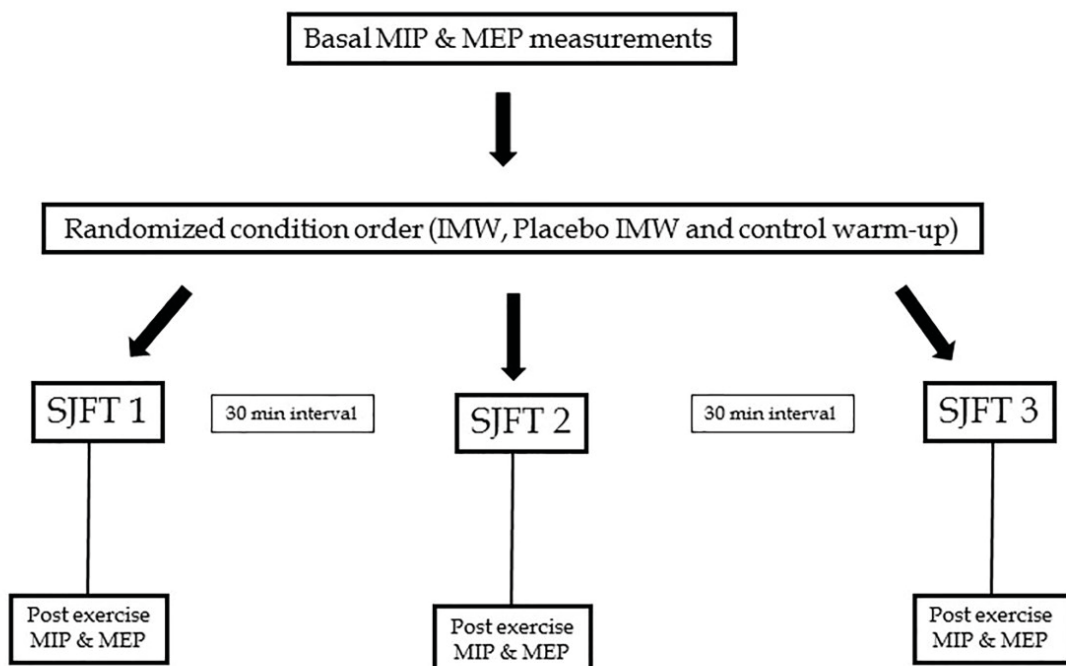 Basal MIP & MEP measurements
Randomized condition order (IMW, Placebo IMW and control warm-up)
SJFT 1
30 min interval
SJFT 2
30 min interval
SJFT 3
Post exercise
MIP & MEP
Post exercise
MIP & MEP
Post exercise
MIP & MEP